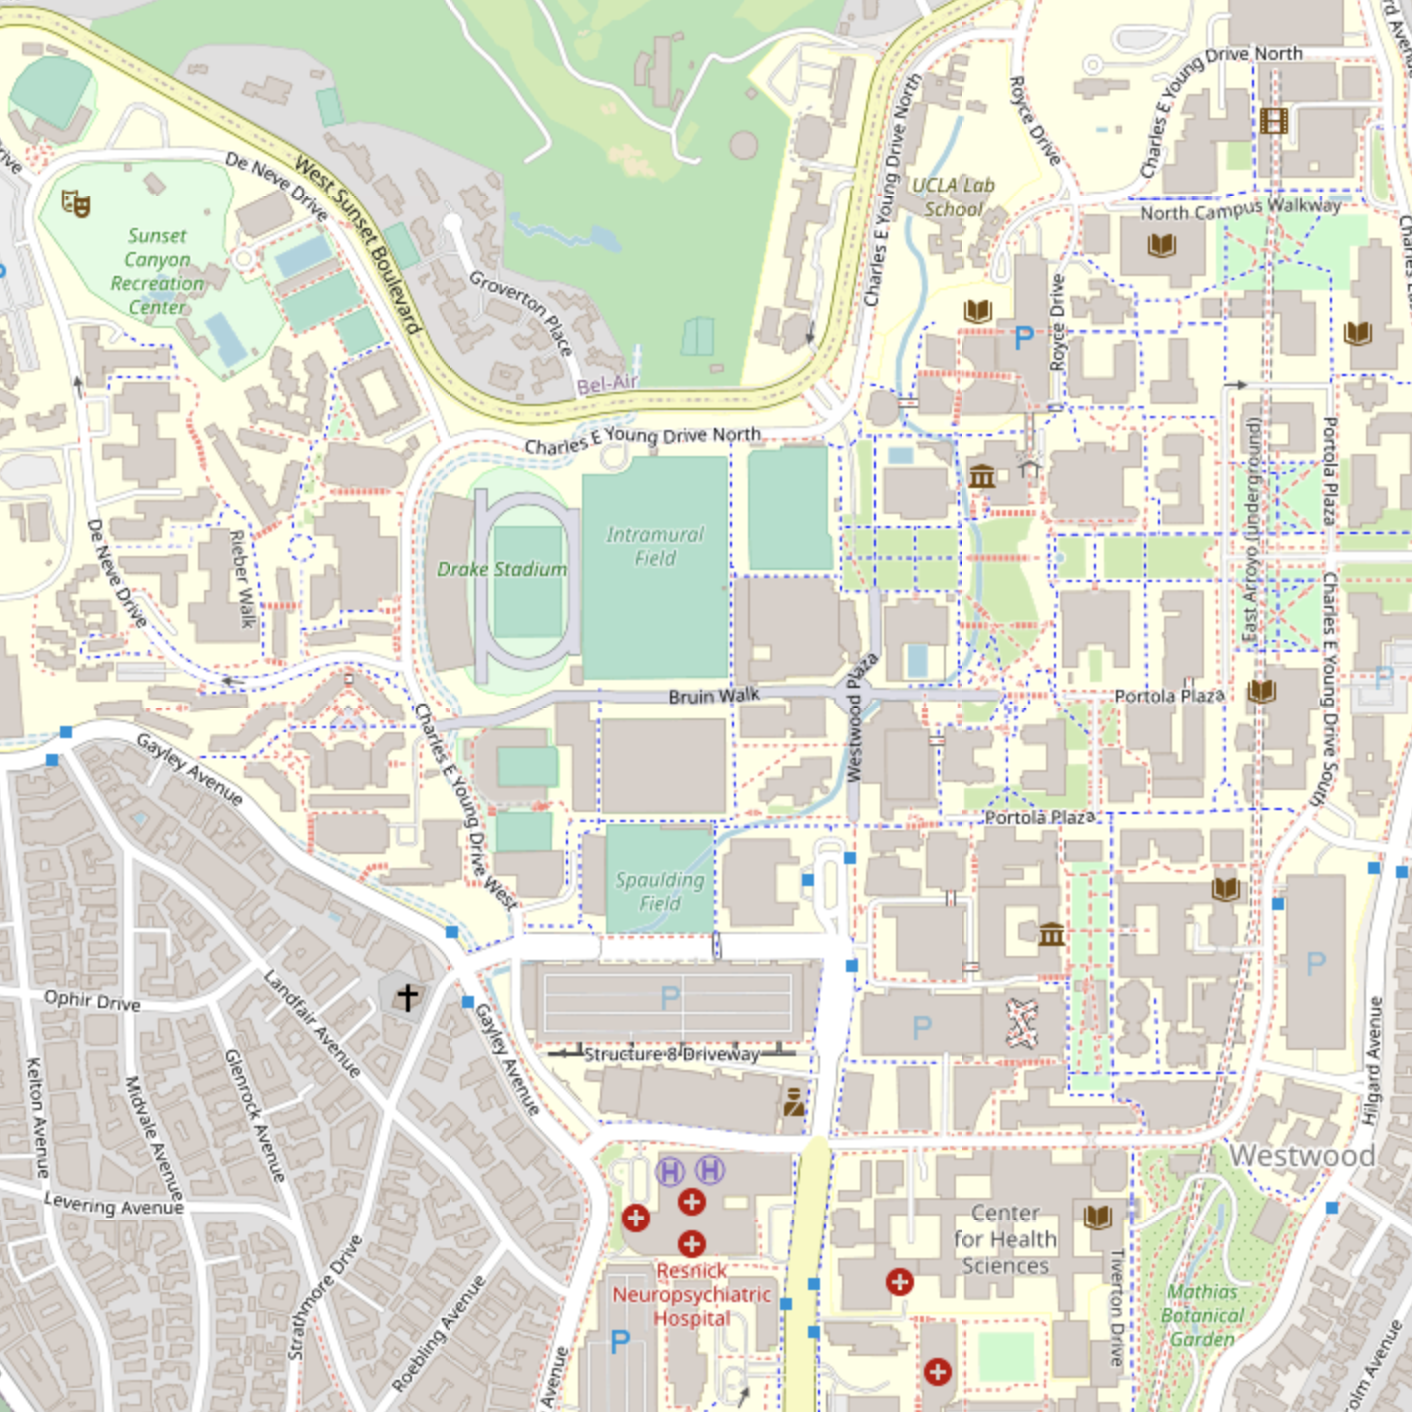 Charles E Young Drive North
Royce Drive
Charles E Young Drive North
De Neve Drive
West Sunset Boulevard
UCLA Lab
School
North Campus Walkway
Charles E Young Drive North
Sunset
Canyon
Recreation
Center
Groverton Place
P
Royce Drive
Bel-Air
Charles E Young Drive North
Portola Plaza
East Arroyo (underground)
Intramural
Field
Drake Stadium
De Neve Drive
Rieber Walk
Charles E Young Drive South
Westwood Plaza
Bruin Walk
Portola Plaza
P
Gayley Avenue
Charles E Young Drive West
Portola Plaza
Spaulding
Field
P
P
P
Ophir Drive
Landfair Avenue
Gayley Avenue
Structure 8 Driveway
Hilgard Avenue
Kelton Avenue
Midvale Avenue
Glenrock Avenue
Westwood
H
H
Levering Avenue
Center
for Health
Sciences
Resnick
Neuropsychiatric
Hospital
Strathmore Drive
Roebling Avenue
Tiverton Drive
Mathias
Botanical
Garden
P
Avenue